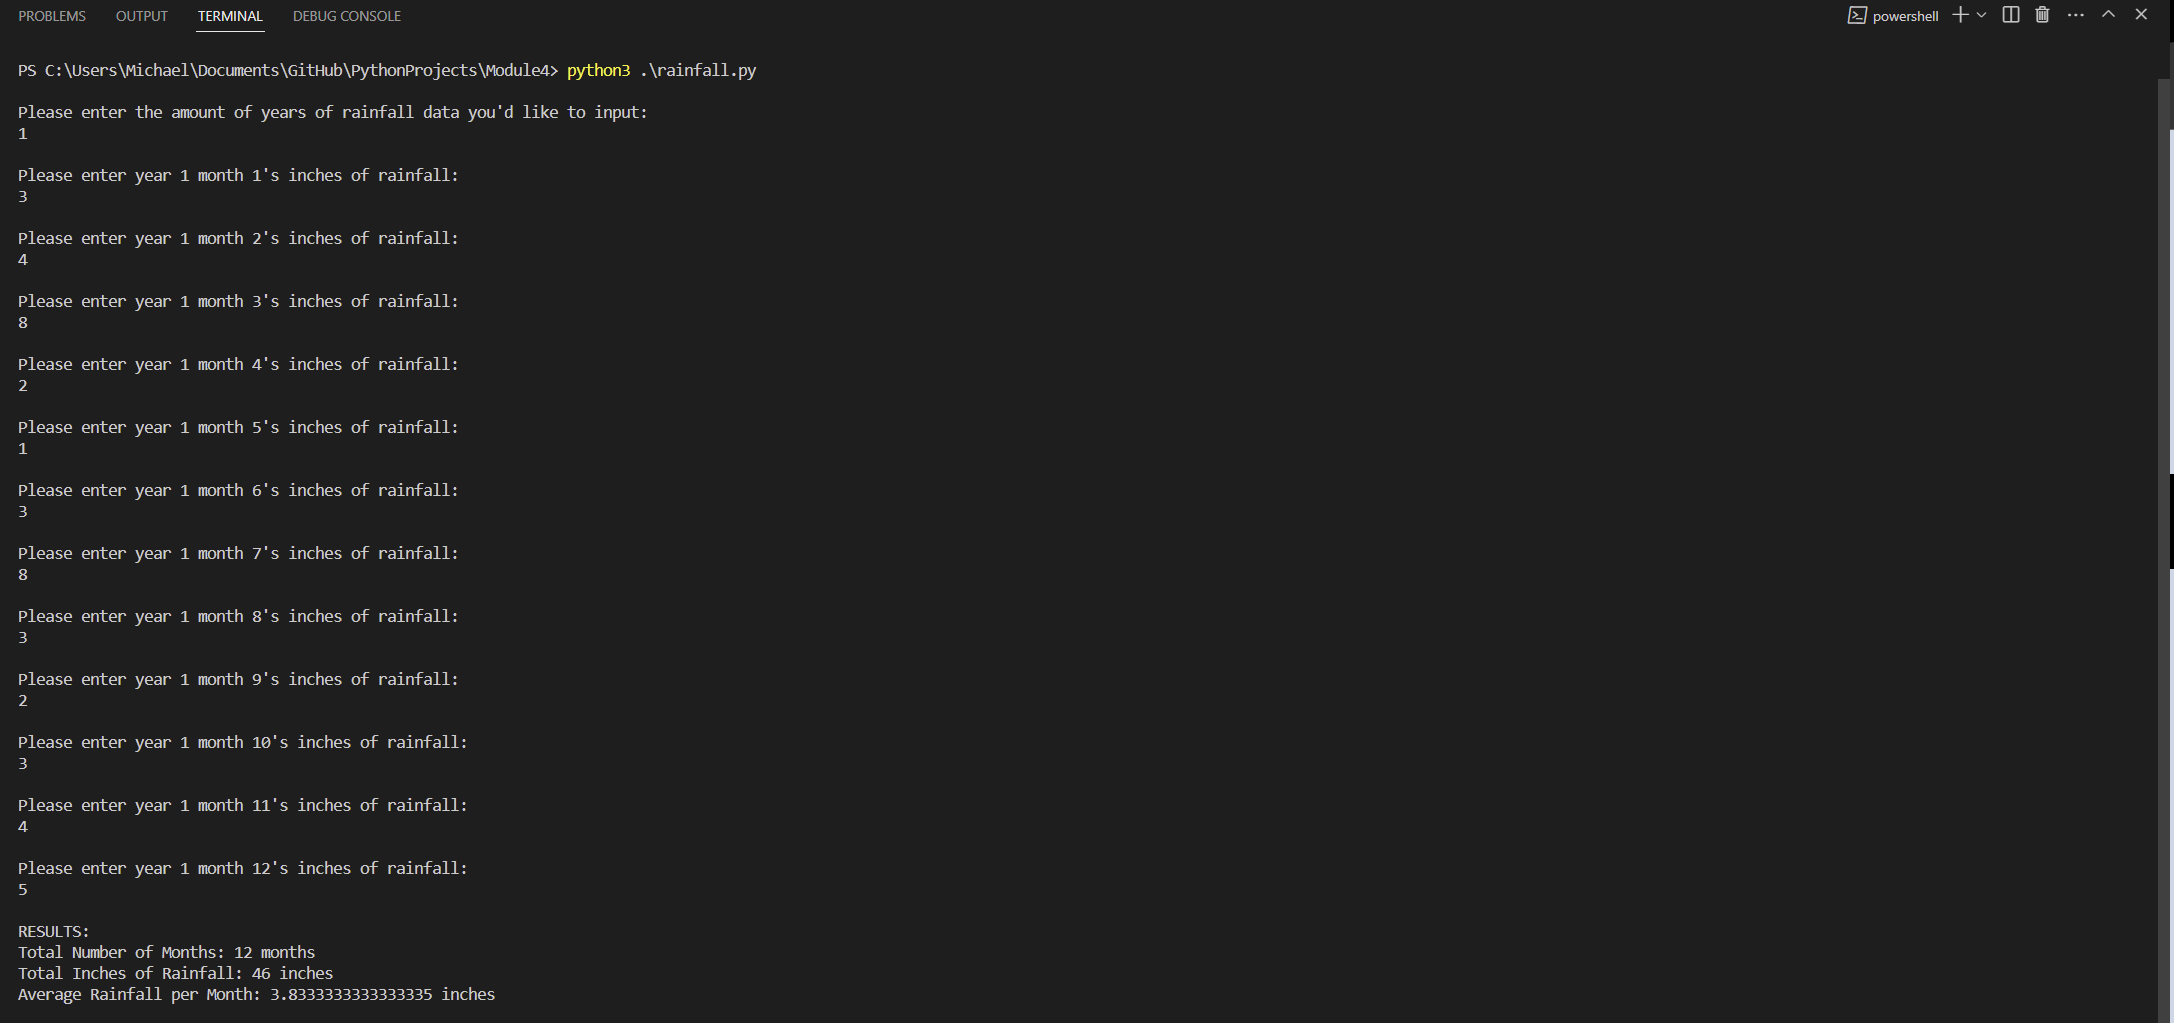 PROBLEMS OUTPUT TERMINAL DEBUG CONSOLE powershell
PS C:\Users\Michael\Documents\GitHub\PythonProjects\Module4> python3 .\rainfall.py
Please enter the amount of years of rainfall data you'd like to input:
1
Please enter year 1 month 1's inches of rainfall:
3
Please enter year 1 month 2's inches of rainfall:
4
Please enter year 1 month 3's inches of rainfall:
8
Please enter year 1 month 4's inches of rainfall:
2
Please enter year 1 month 5's inches of rainfall:
1
Please enter year 1 month 6's inches of rainfall:
3
Please enter year 1 month 7's inches of rainfall:
8
Please enter year 1 month 8's inches of rainfall:
3
Please enter year 1 month 9's inches of rainfall:
2
Please enter year 1 month 10's inches of rainfall:
3
Please enter year 1 month 11's inches of rainfall:
4
Please enter year 1 month 12's inches of rainfall:
5
RESULTS:
Total Number of Months: 12 months
Total Inches of Rainfall: 46 inches
Average Rainfall per Month: 3.8333333333333335 inches